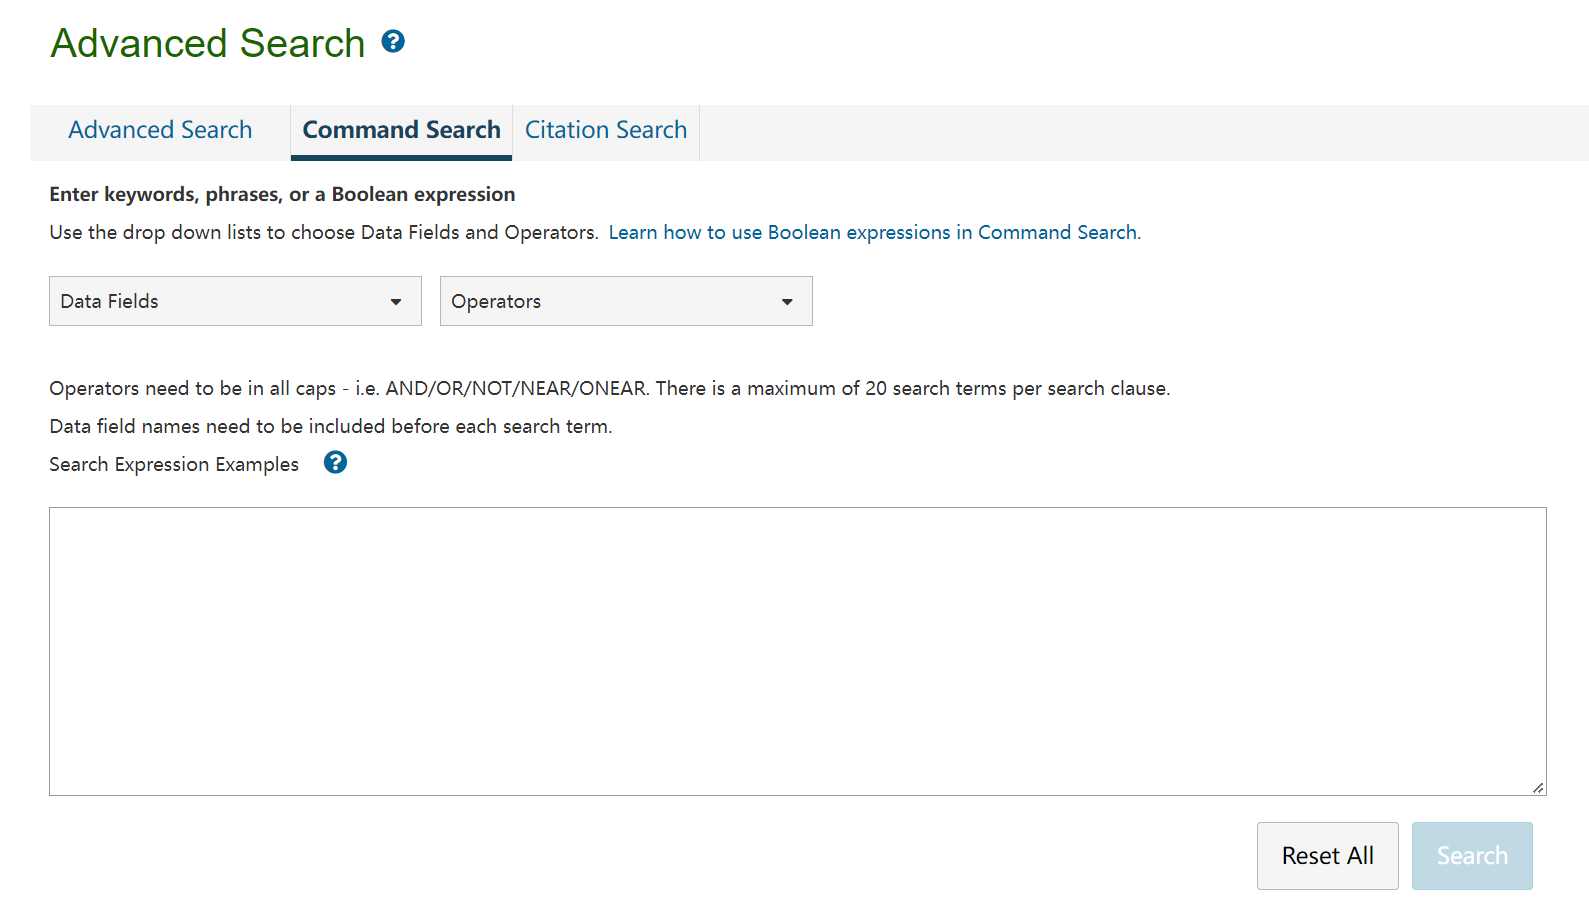 Advanced Search ?
Advanced Search Command Search Citation Search
Enter keywords, phrases, or a Boolean expression
Use the drop down lists to choose Data Fields and Operators. Learn how to use Boolean expressions in Command Search.
Data Fields Operators
Operators need to be in all caps - i.e. AND/OR/NOT/NEAR/ONEAR. There is a maximum of 20 search terms per search clause.
Data field names need to be included before each search term.
Search Expression Examples ?
Reset All Search